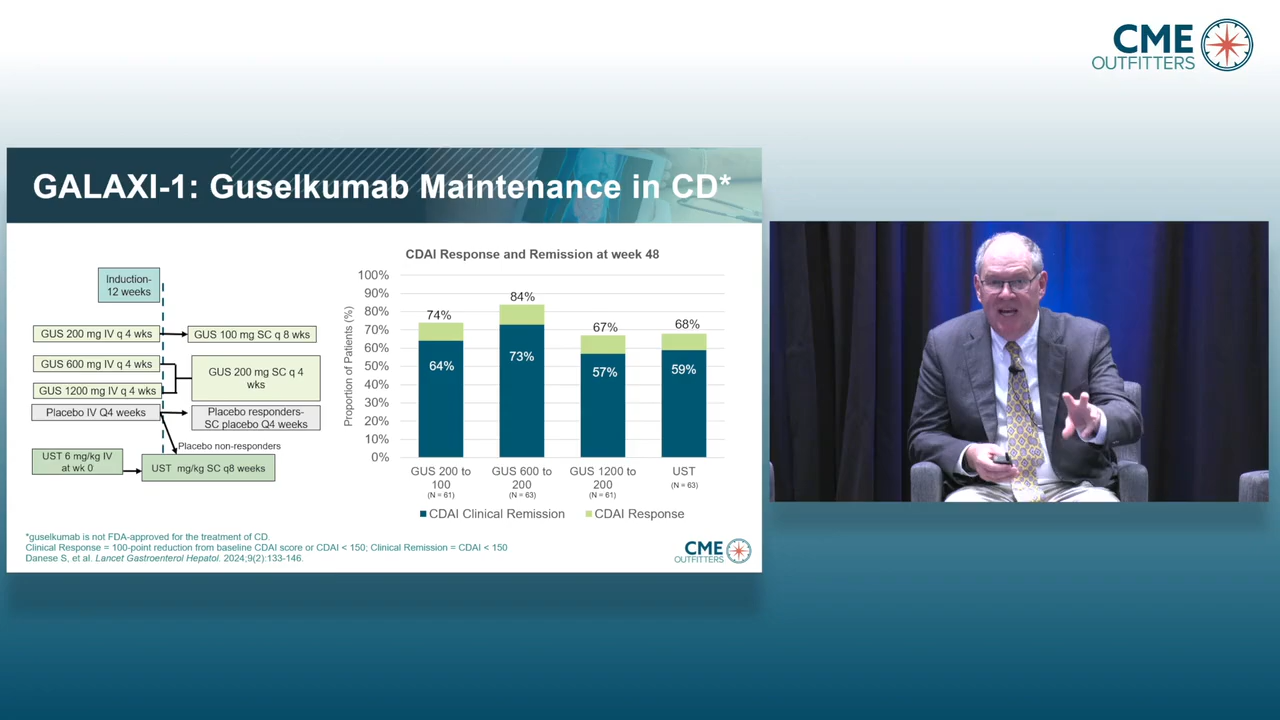 CME
OUTFITTERS
GALAXI-1: Guselkumab Maintenance in CD*
Induction-
12 weeks
GUS 200 mg IV q 4 wks
GUS 100 mg SC q 8 wks
GUS 600 mg IV q 4 wks
GUS 1200 mg IV q 4 wks
GUS 200 mg SC q 4
wks
Placebo IV Q4 weeks
Placebo responders-
SC placebo Q4 weeks
Placebo non-responders
UST 6 mg/kg IV
at wk 0
UST mg/kg SC q8 weeks
CDAI Response and Remission at week 48
Proportion of Patients (%)
100%
90%
80%
70%
60%
50%
40%
30%
20%
10%
0%
74%
84%
67%
68%
64%
73%
57%
59%
GUS 200 to
100
(N = 61)
GUS 600 to
200
(N = 63)
GUS 1200 to
200
(N = 61)
UST
(N = 63)
CDAI Clinical Remission
CDAI Response
*guselkumab is not FDA-approved for the treatment of CD.
Clinical Response = 100-point reduction from baseline CDAI score or CDAI < 150; Clinical Remission = CDAI < 150
Danese S, et al. Lancet Gastroenterol Hepatol. 2024;9(2):133-146.
CME
OUTFITTERS